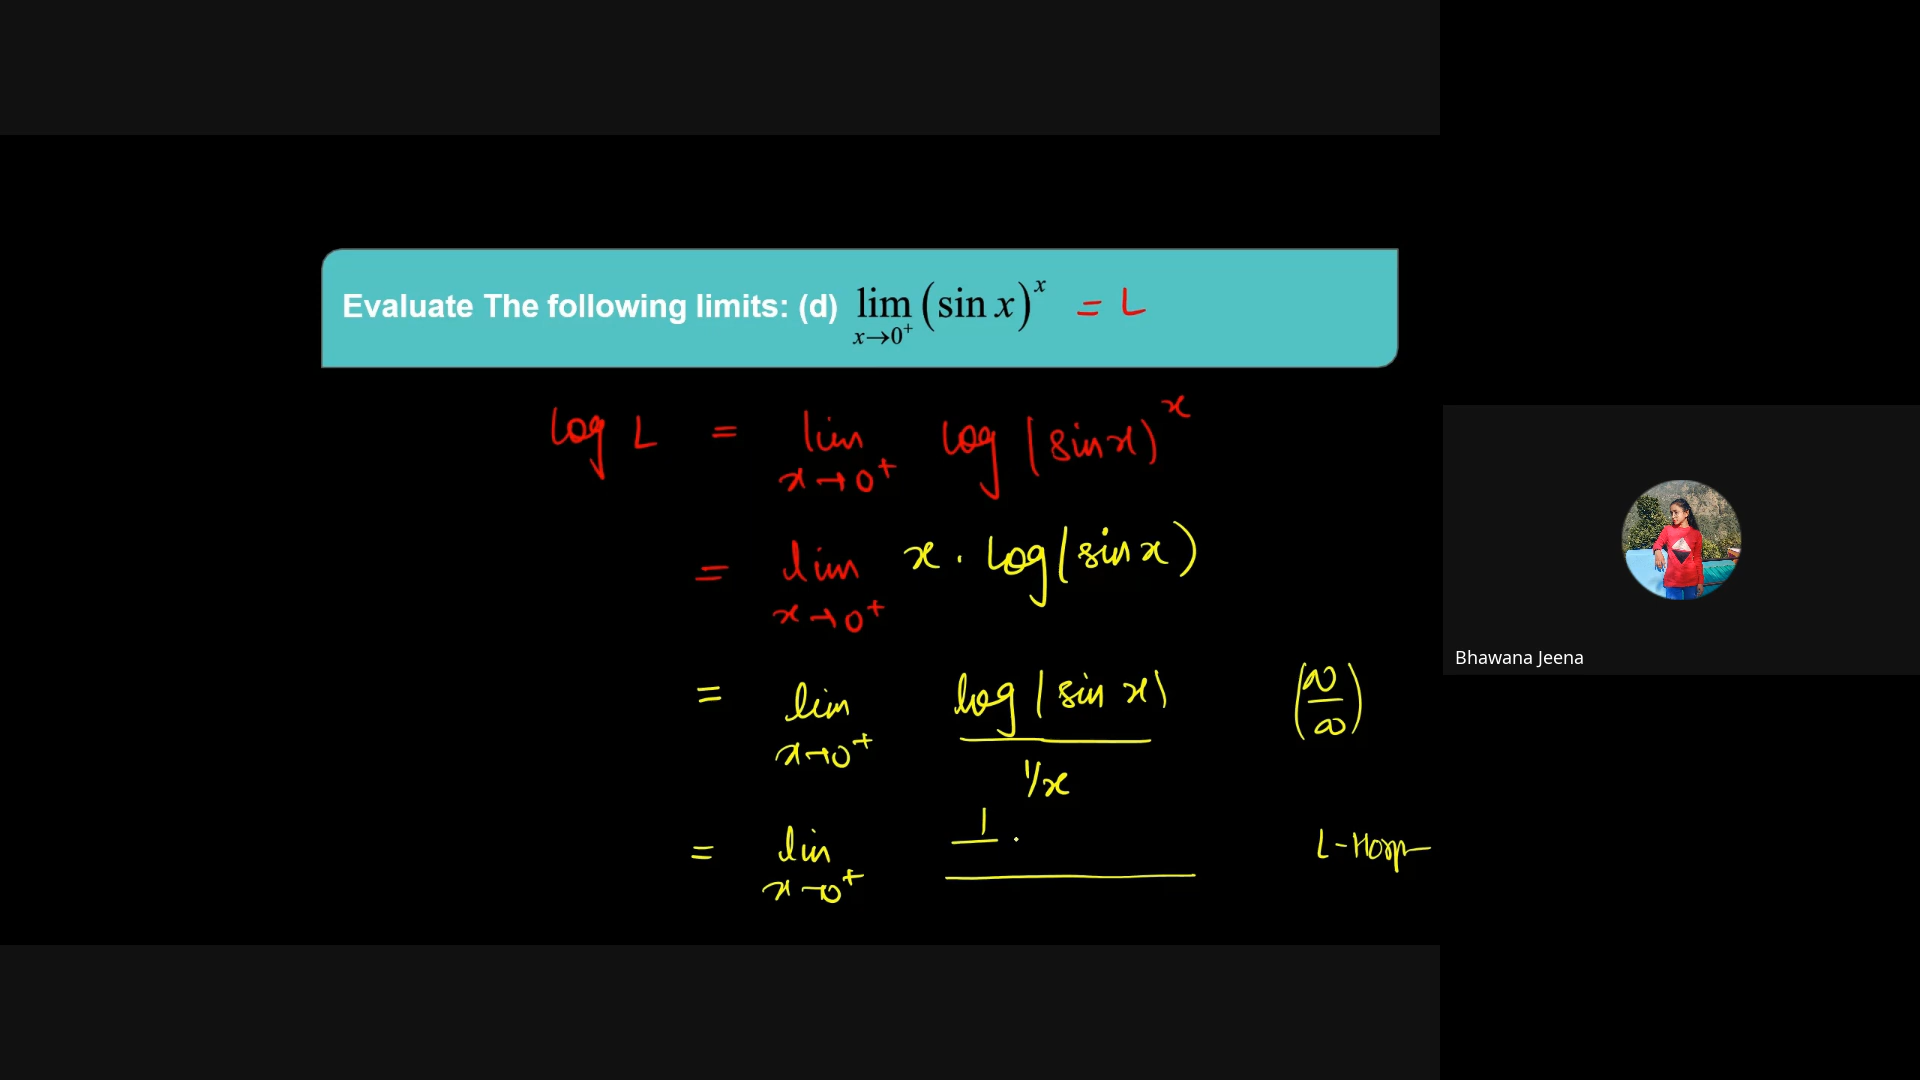 Evaluate The following limits: (d) lim x→0⁺ (sin x)ˣ = L
log L = lim x→0⁺ log (sin x)ˣ
= lim x→0⁺ x . log (sin x)
= lim x→0⁺ log (sin x) / 1/x (∞/∞)
= lim x→0⁺ 1 . L-Hosp
Bhawana Jeena